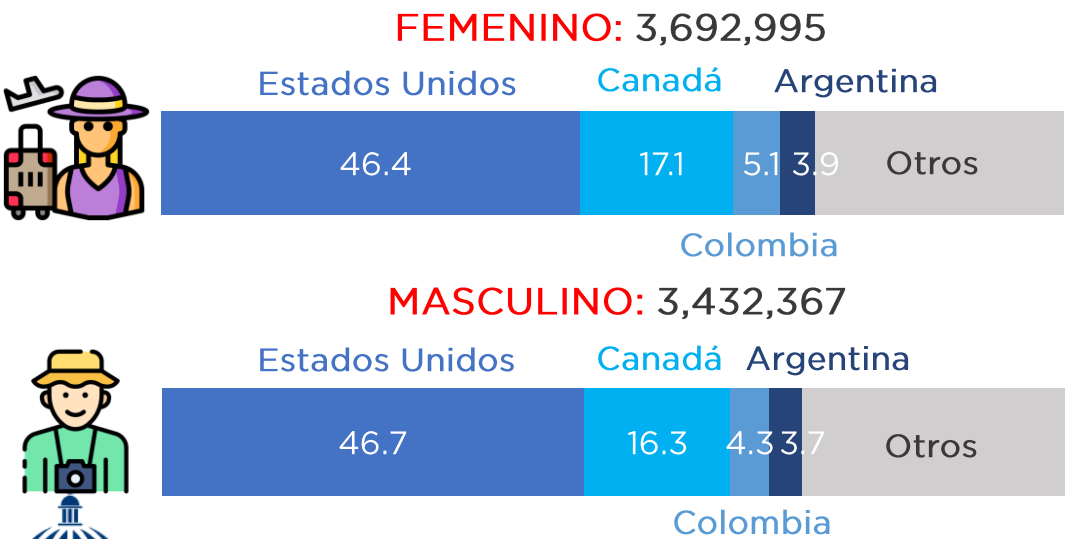 FEMENINO: 3,692,995
Estados Unidos Canadá Argentina
46.4 17.1 5.1 3.9 Otros
Colombia
MASCULINO: 3,432,367
Estados Unidos Canadá Argentina
46.7 16.3 4.3 3.7 Otros
Colombia